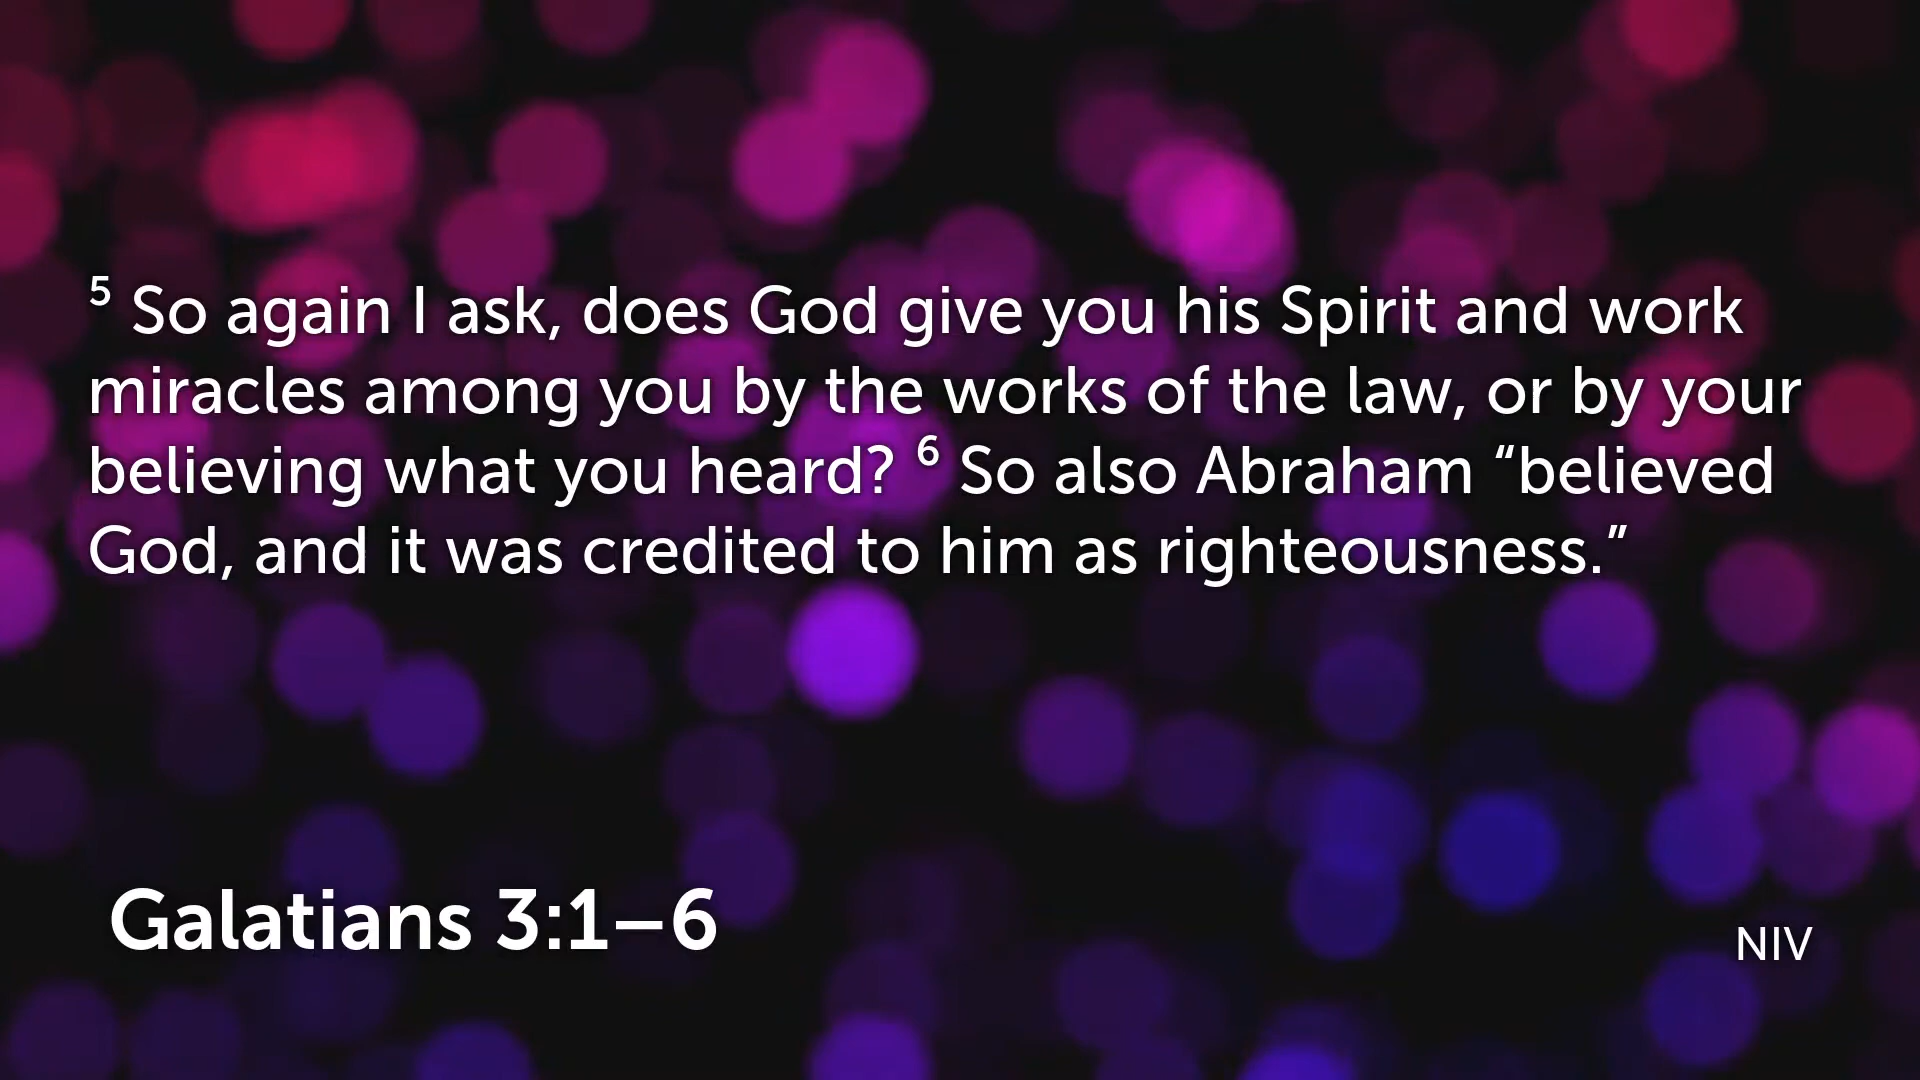 ⁵ So again I ask, does God give you his Spirit and work
miracles among you by the works of the law, or by your
believing what you heard? ⁶ So also Abraham “believed
God, and it was credited to him as righteousness.”
Galatians 3:1–6
NIV